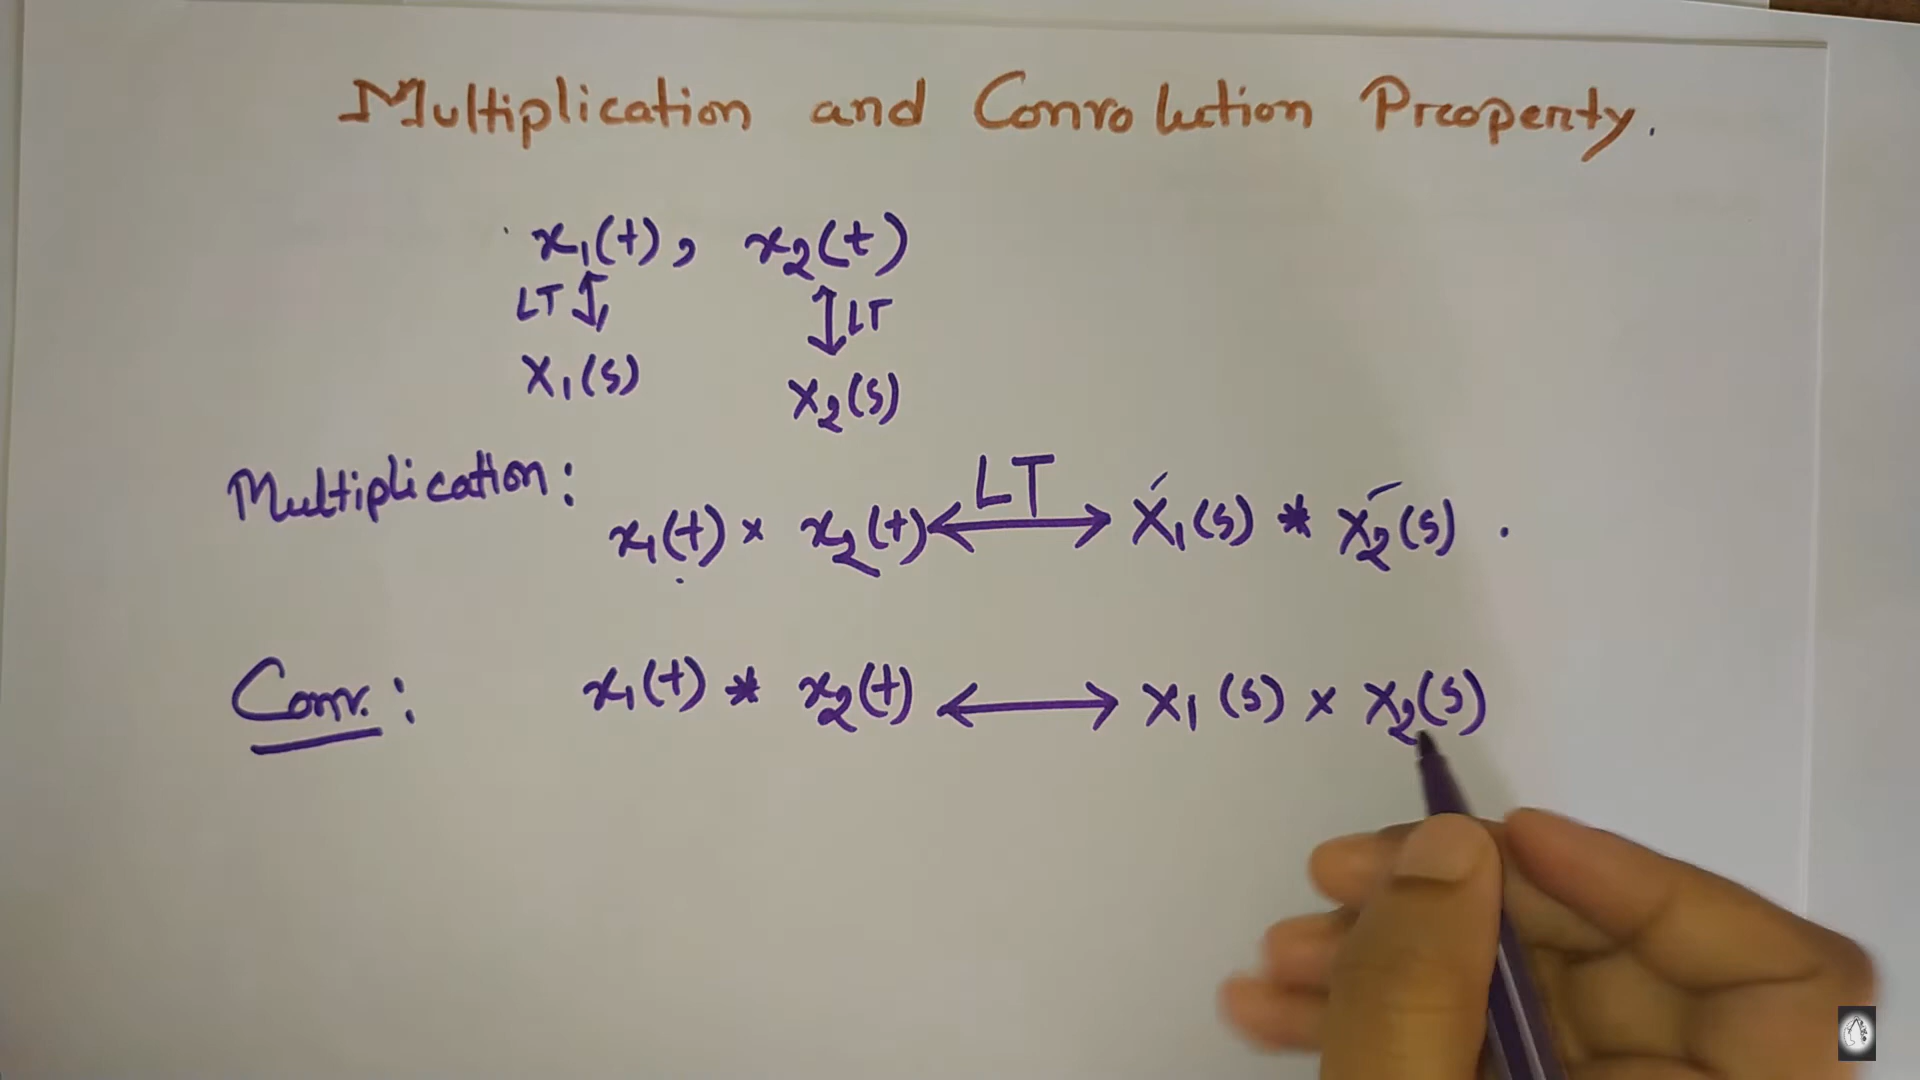 Multiplication and Convolution Prcoperty.
x₁(t), x₂(t)
LT ↕ ↕ LT
X₁(s) X₂(s)
Multiplication: x₁(t) × x₂(t) <-LT-> X₁(s) * X₂(s).
Conv.: x₁(t) * x₂(t) <-> X₁(s) × X₂(s)